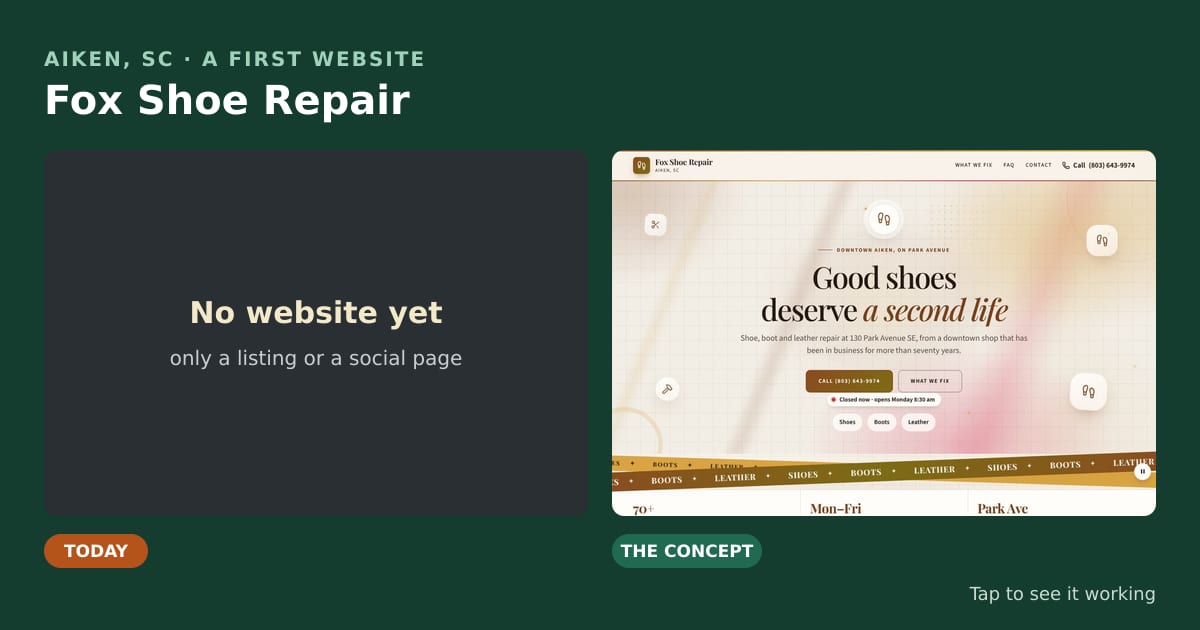 AIKEN, SC · A FIRST WEBSITE
Fox Shoe Repair
No website yet
only a listing or a social page
TODAY
Fox Shoe Repair
AIKEN, SC
WHAT WE FIX FAQ CONTACT Call (803) 643-9974
DOWNTOWN AIKEN, ON PARK AVENUE
Good shoes
deserve a second life
Shoe, boot and leather repair at 130 Park Avenue SE, from a downtown shop that has
been in business for more than seventy years.
CALL (803) 643-9974 WHAT WE FIX
Closed now · opens Monday 8:30 am
Shoes Boots Leather
ES ✦ BOOTS ✦ LEATHER ✦
S ✦ BOOTS ✦ LEATHER ✦ SHOES ✦ BOOTS ✦ LEATHER ✦ SHOES ✦ BOOTS ✦ LEATHER
70+ Mon–Fri Park Ave
THE CONCEPT
Tap to see it working